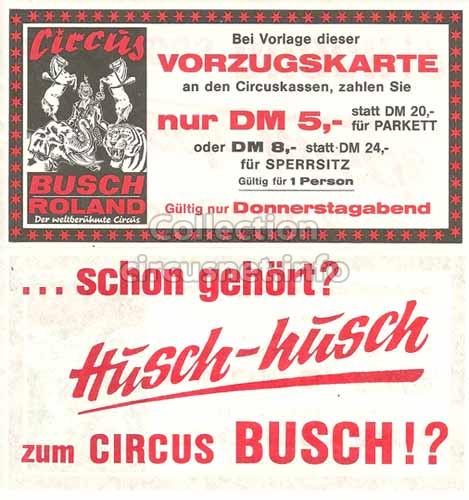 Circus
BUSCH
ROLAND
Der weltberühmte Circus
Bei Vorlage dieser
VORZUGSKARTE
an den Circuskassen, zahlen Sie
nur DM 5,- statt DM 20,-
für PARKETT
oder DM 8,- statt DM 24,-
für SPERRSITZ
Gültig für 1 Person
Gültig nur Donnerstagabend
Collection
circusnet.info
... schon gehört?
Husch-husch
zum CIRCUS BUSCH!?